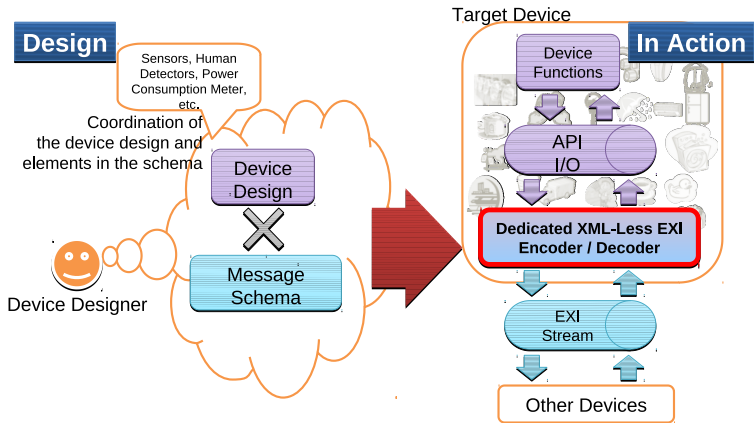 Design
Sensors, Human
Detectors, Power
Consumption Meter,
etc.
Coordination of
the device design and
elements in the schema
Device
Design
Message
Schema
Device Designer
Target Device
In Action
Device
Functions
API
I/O
Dedicated XML-Less EXI
Encoder / Decoder
EXI
Stream
Other Devices